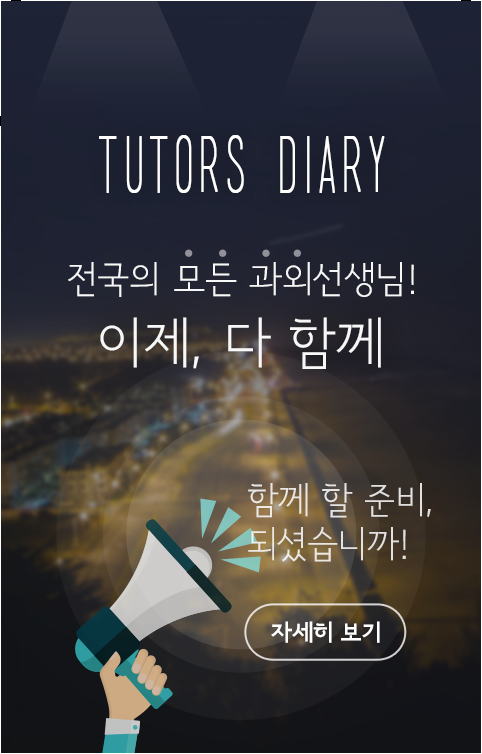 TUTORS DIARY
전국의 모든 과외선생님!
이제, 다 함께
함께 할 준비,
되셨습니까!
자세히 보기